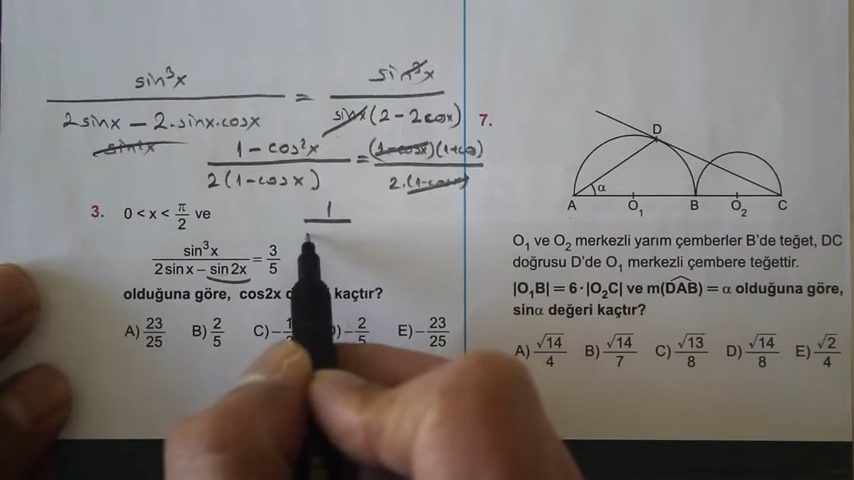 sin³x / 2sinx − 2.sinx.cosx = sin³x / sinx(2 − 2cosx)
sin²x
1 − cos²x / 2(1−cosx) = (1−cosx)(1+co) / 2.(1−cosx)
1
3. 0 < x < π/2 ve
sin³x / 2sinx − sin2x = 3/5
olduğuna göre, cos2x kaçtır?
A) 23/25 B) 2/5 C) − D) −2/5 E) −23/25
7.
D
A α O₁ B O₂ C
O₁ ve O₂ merkezli yarım çemberler B'de teğet, DC
doğrusu D'de O₁ merkezli çembere teğettir.
|O₁B| = 6·|O₂C| ve m(DAB) = α olduğuna göre,
sinα değeri kaçtır?
A) √14/4 B) √14/7 C) √13/8 D) √14/8 E) √2/4